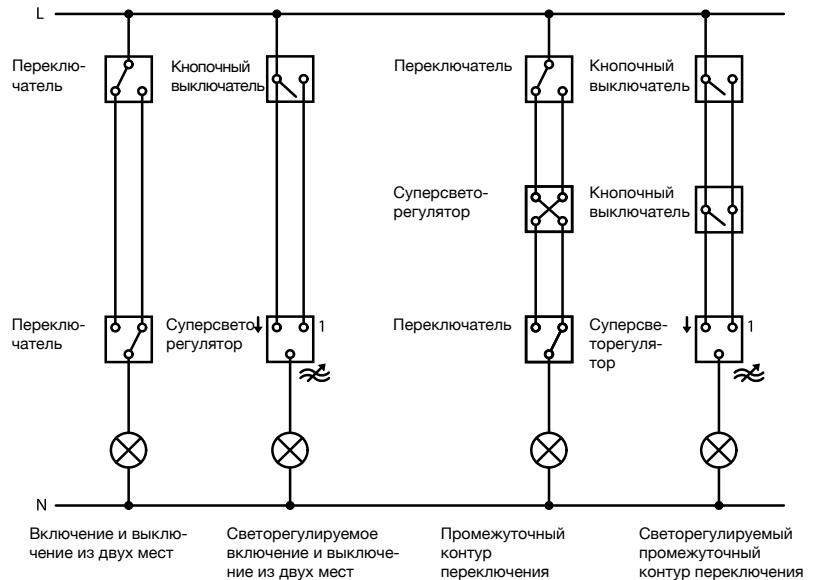 L
Переклю-
чатель
Кнопочный
выключатель
Переключатель
Кнопочный
выключатель
Суперсвето-
регулятор
Кнопочный
выключатель
Переклю-
чатель
Суперсвето
регулятор
1
Переключатель
Суперсве-
торегуля-
тор
1
N
Включение и выклю-
чение из двух мест
Светорегулируемое
включение и выключе-
ние из двух мест
Промежуточный
контур
переключения
Светорегулируемый
промежуточный
контур переключения